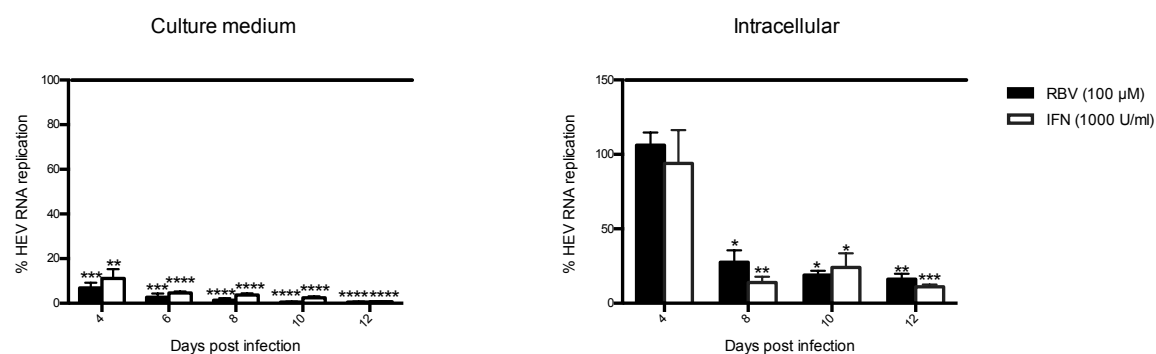 Culture medium
% HEV RNA replication
100
80
60
40
20
0
*** ** *** **** **** **** **** **** **** ****
4 6 8 10 12
Days post infection
Intracellular
% HEV RNA replication
150
100
50
0
* ** * * ** ***
4 8 10 12
Days post infection
RBV (100 µM)
IFN (1000 U/ml)